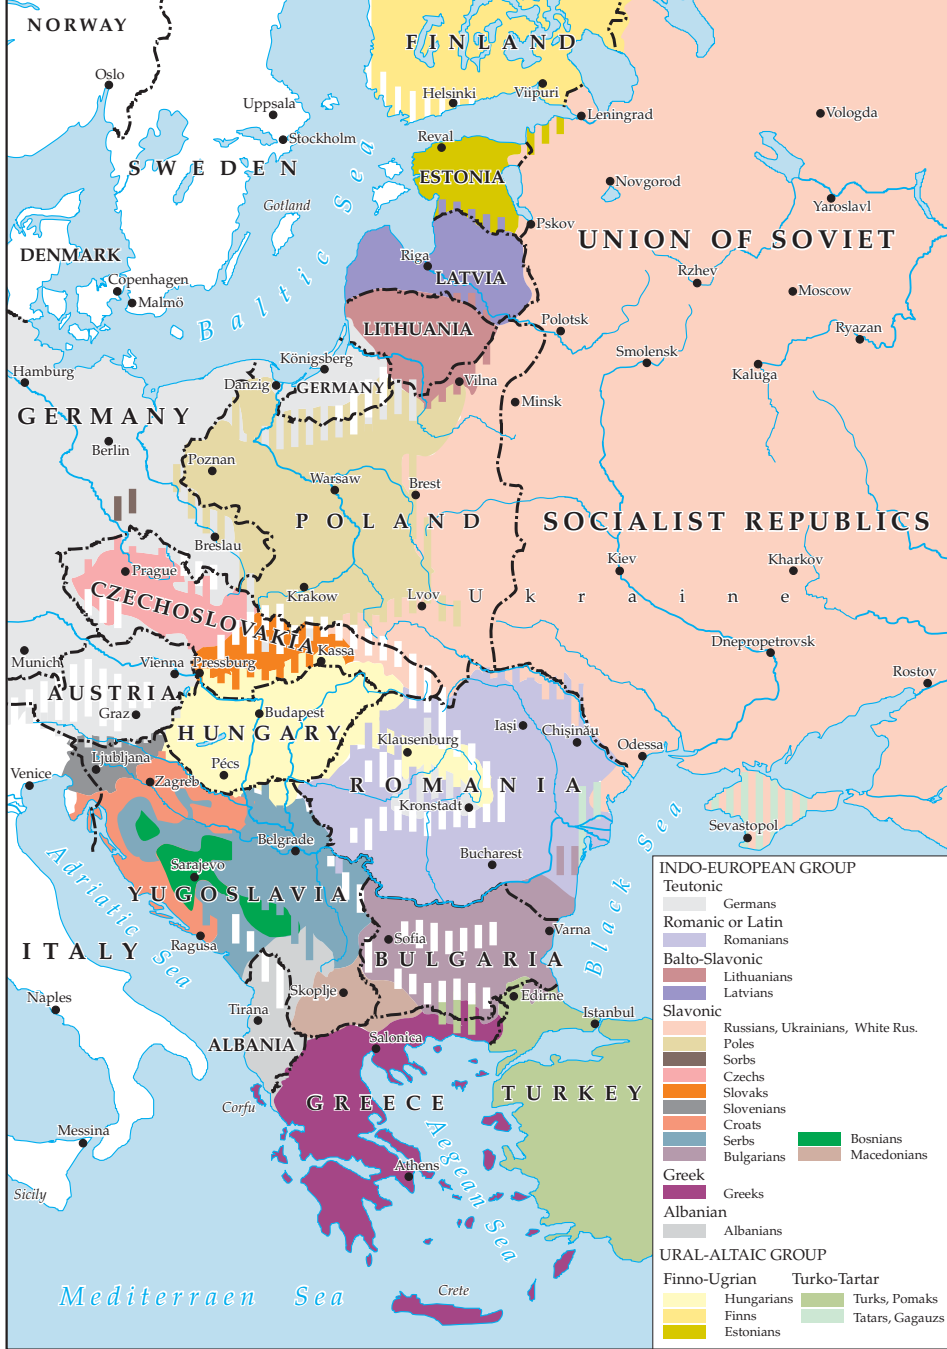 NORWAY
FINLAND
Oslo
Helsinki
Viipuri
Uppsala
Leningrad
Vologda
Stockholm
Reval
SWEDEN
ESTONIA
Novgorod
Yaroslavl
Gotland
Pskov
Baltic Sea
UNION OF SOVIET
DENMARK
Riga
LATVIA
Rzhev
Copenhagen
Moscow
Malmö
Polotsk
Ryazan
LITHUANIA
Königsberg
Smolensk
Hamburg
Danzig
GERMANY
Vilna
Kaluga
GERMANY
Minsk
Berlin
Poznan
Warsaw
Brest
POLAND
SOCIALIST REPUBLICS
Breslau
Kiev
Kharkov
Prague
CZECHOSLOVAKIA
Krakow
Lvov
Ukraine
Kassa
Dnepropetrovsk
Munich
Vienna
Pressburg
Rostov
AUSTRIA
Graz
Budapest
HUNGARY
Iaşi
Chişinău
Klausenburg
Odessa
Ljubljana
Venice
Pécs
Zagreb
ROMANIA
Kronstadt
Sevastopol
Belgrade
Bucharest
Black Sea
Adriatic Sea
Sarajevo
YUGOSLAVIA
Varna
Sofia
ITALY
Ragusa
BULGARIA
Skoplje
Edirne
Naples
Tirana
Istanbul
ALBANIA
Salonica
GREECE
TURKEY
Corfu
Messina
Aegean Sea
Athens
Sicily
Mediterraen Sea
Crete
INDO-EUROPEAN GROUP
Teutonic
Germans
Romanic or Latin
Romanians
Balto-Slavonic
Lithuanians
Latvians
Slavonic
Russians, Ukrainians, White Rus.
Poles
Sorbs
Czechs
Slovaks
Slovenians
Croats
Serbs
Bosnians
Bulgarians
Macedonians
Greek
Greeks
Albanian
Albanians
URAL-ALTAIC GROUP
Finno-Ugrian
Turko-Tartar
Hungarians
Turks, Pomaks
Finns
Tatars, Gagauzs
Estonians